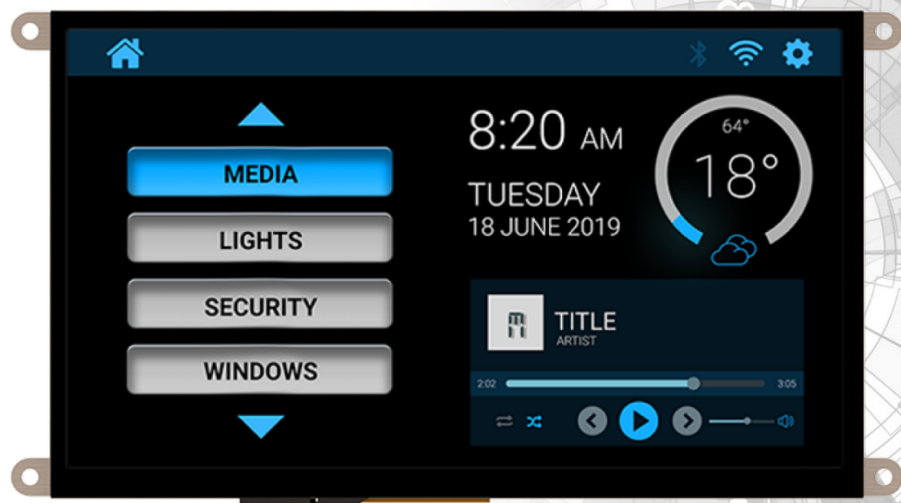 MEDIA
LIGHTS
SECURITY
WINDOWS
8:20 AM
TUESDAY
18 JUNE 2019
64°
18°
TITLE
ARTIST
2:02
3:05